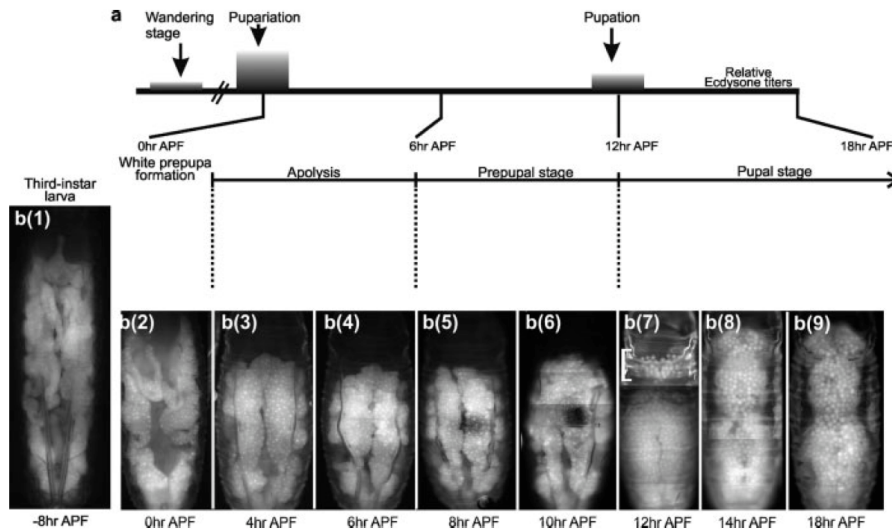 a
Wandering
stage
Pupariation
Pupation
Relative
Ecdysone titers
0hr APF
6hr APF
12hr APF
18hr APF
White prepupa
formation
Apolysis
Prepupal stage
Pupal stage
Third-instar
larva
b(1)
b(2)
b(3)
b(4)
b(5)
b(6)
b(7)
b(8)
b(9)
-8hr APF
0hr APF
4hr APF
6hr APF
8hr APF
10hr APF
12hr APF
14hr APF
18hr APF